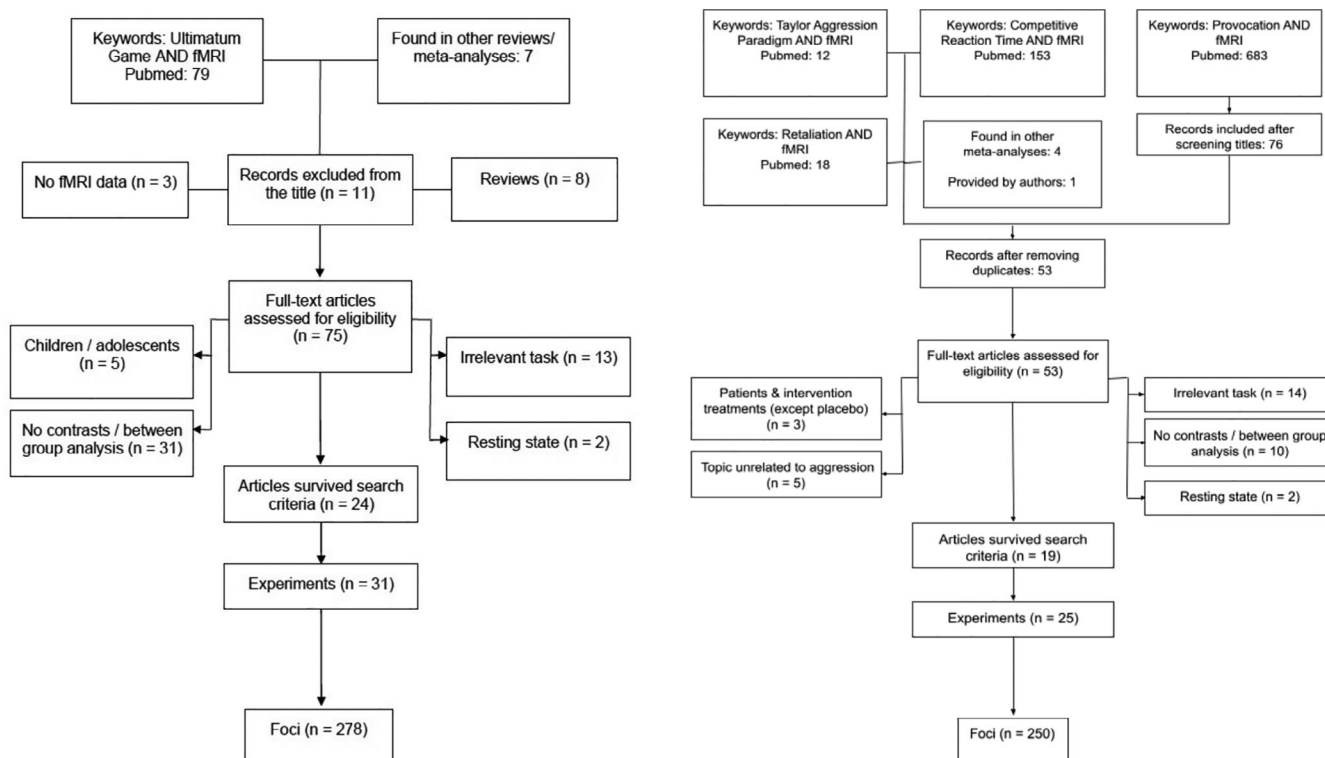 Keywords: Ultimatum
Game AND fMRI
Pubmed: 79
Found in other reviews/
meta-analyses: 7
No fMRI data (n = 3)
Records excluded from
the title (n = 11)
Reviews (n = 8)
Full-text articles
assessed for eligibility
(n = 75)
Children / adolescents
(n = 5)
Irrelevant task (n = 13)
No contrasts / between
group analysis (n = 31)
Resting state (n = 2)
Articles survived search
criteria (n = 24)
Experiments (n = 31)
Foci (n = 278)
Keywords: Taylor Aggression
Paradigm AND fMRI
Pubmed: 12
Keywords: Competitive
Reaction Time AND fMRI
Pubmed: 153
Keywords: Provocation AND
fMRI
Pubmed: 683
Keywords: Retaliation AND
fMRI
Pubmed: 18
Found in other
meta-analyses: 4
Provided by authors: 1
Records included after
screening titles: 76
Records after removing
duplicates: 53
Full-text articles assessed for
eligibility (n = 53)
Patients & intervention
treatments (except placebo)
(n = 3)
Irrelevant task (n = 14)
No contrasts / between group
analysis (n = 10)
Topic unrelated to aggression
(n = 5)
Resting state (n = 2)
Articles survived search
criteria (n = 19)
Experiments (n = 25)
Foci (n = 250)